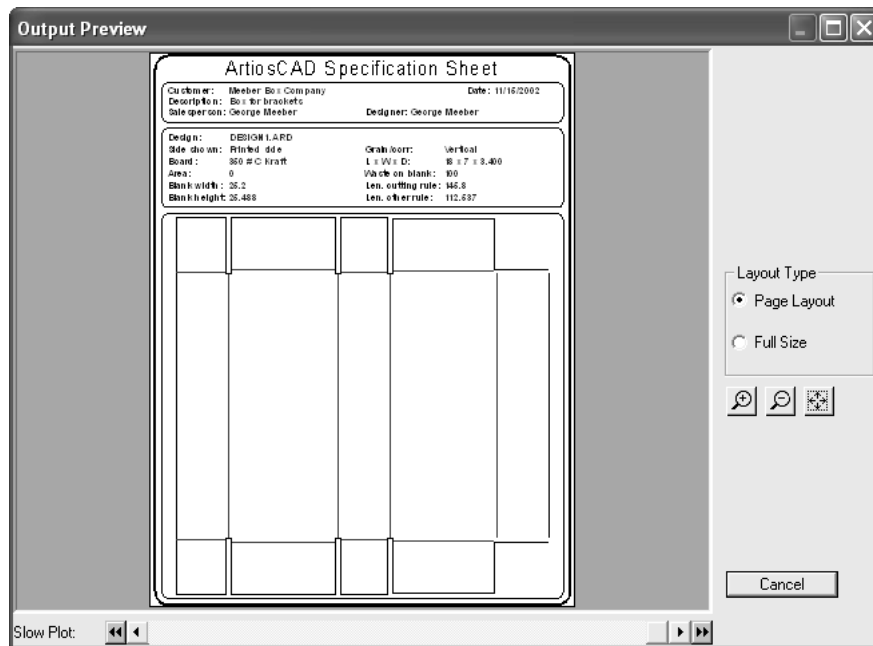 Output Preview
ArtiosCAD Specification Sheet
Customer: Meeber Box Company Date: 11/15/2002
Description: Box for brackets
Salesperson: George Meeber Designer: George Meeber
Design: DESIGN1.ARD
Side shown: Printed side Grain/corr: Vertical
Board: 350 # C Kraft L x W x D: 18 x 7 x 3.400
Area: 0 Waste on blank: 100
Blank width: 25.2 Len. cutting rule: 145.8
Blank height: 25.488 Len. other rule: 112.537
Layout Type
Page Layout
Full Size
Cancel
Slow Plot: